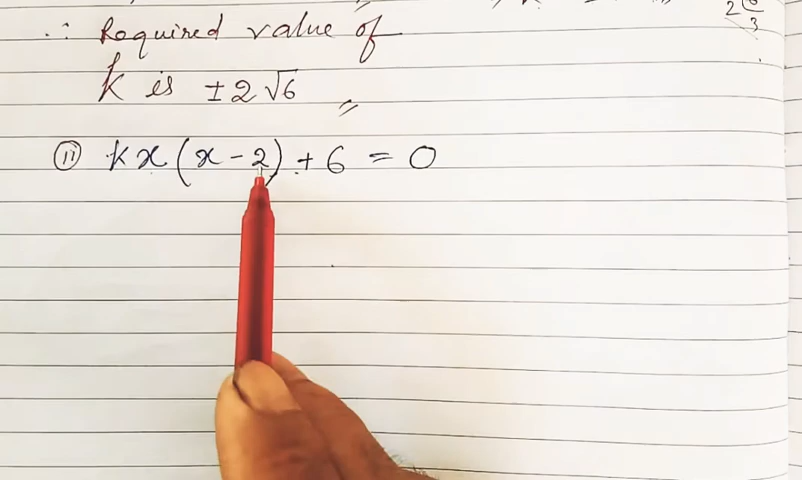 ∴ Required value of
K is ± 2√6
(ii) kx (x - 2) + 6 = 0